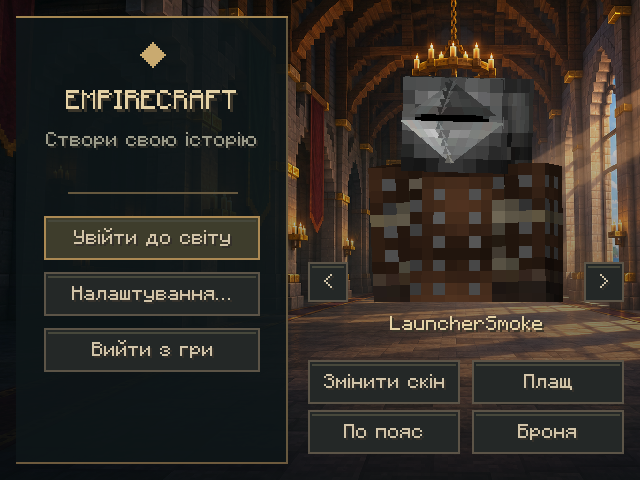 EMPIRECRAFT
Створи свою історію
Увійти до світу
Налаштування...
Вийти з гри
<
>
LauncherSmoke
Змінити скін
Плащ
По пояс
Броня